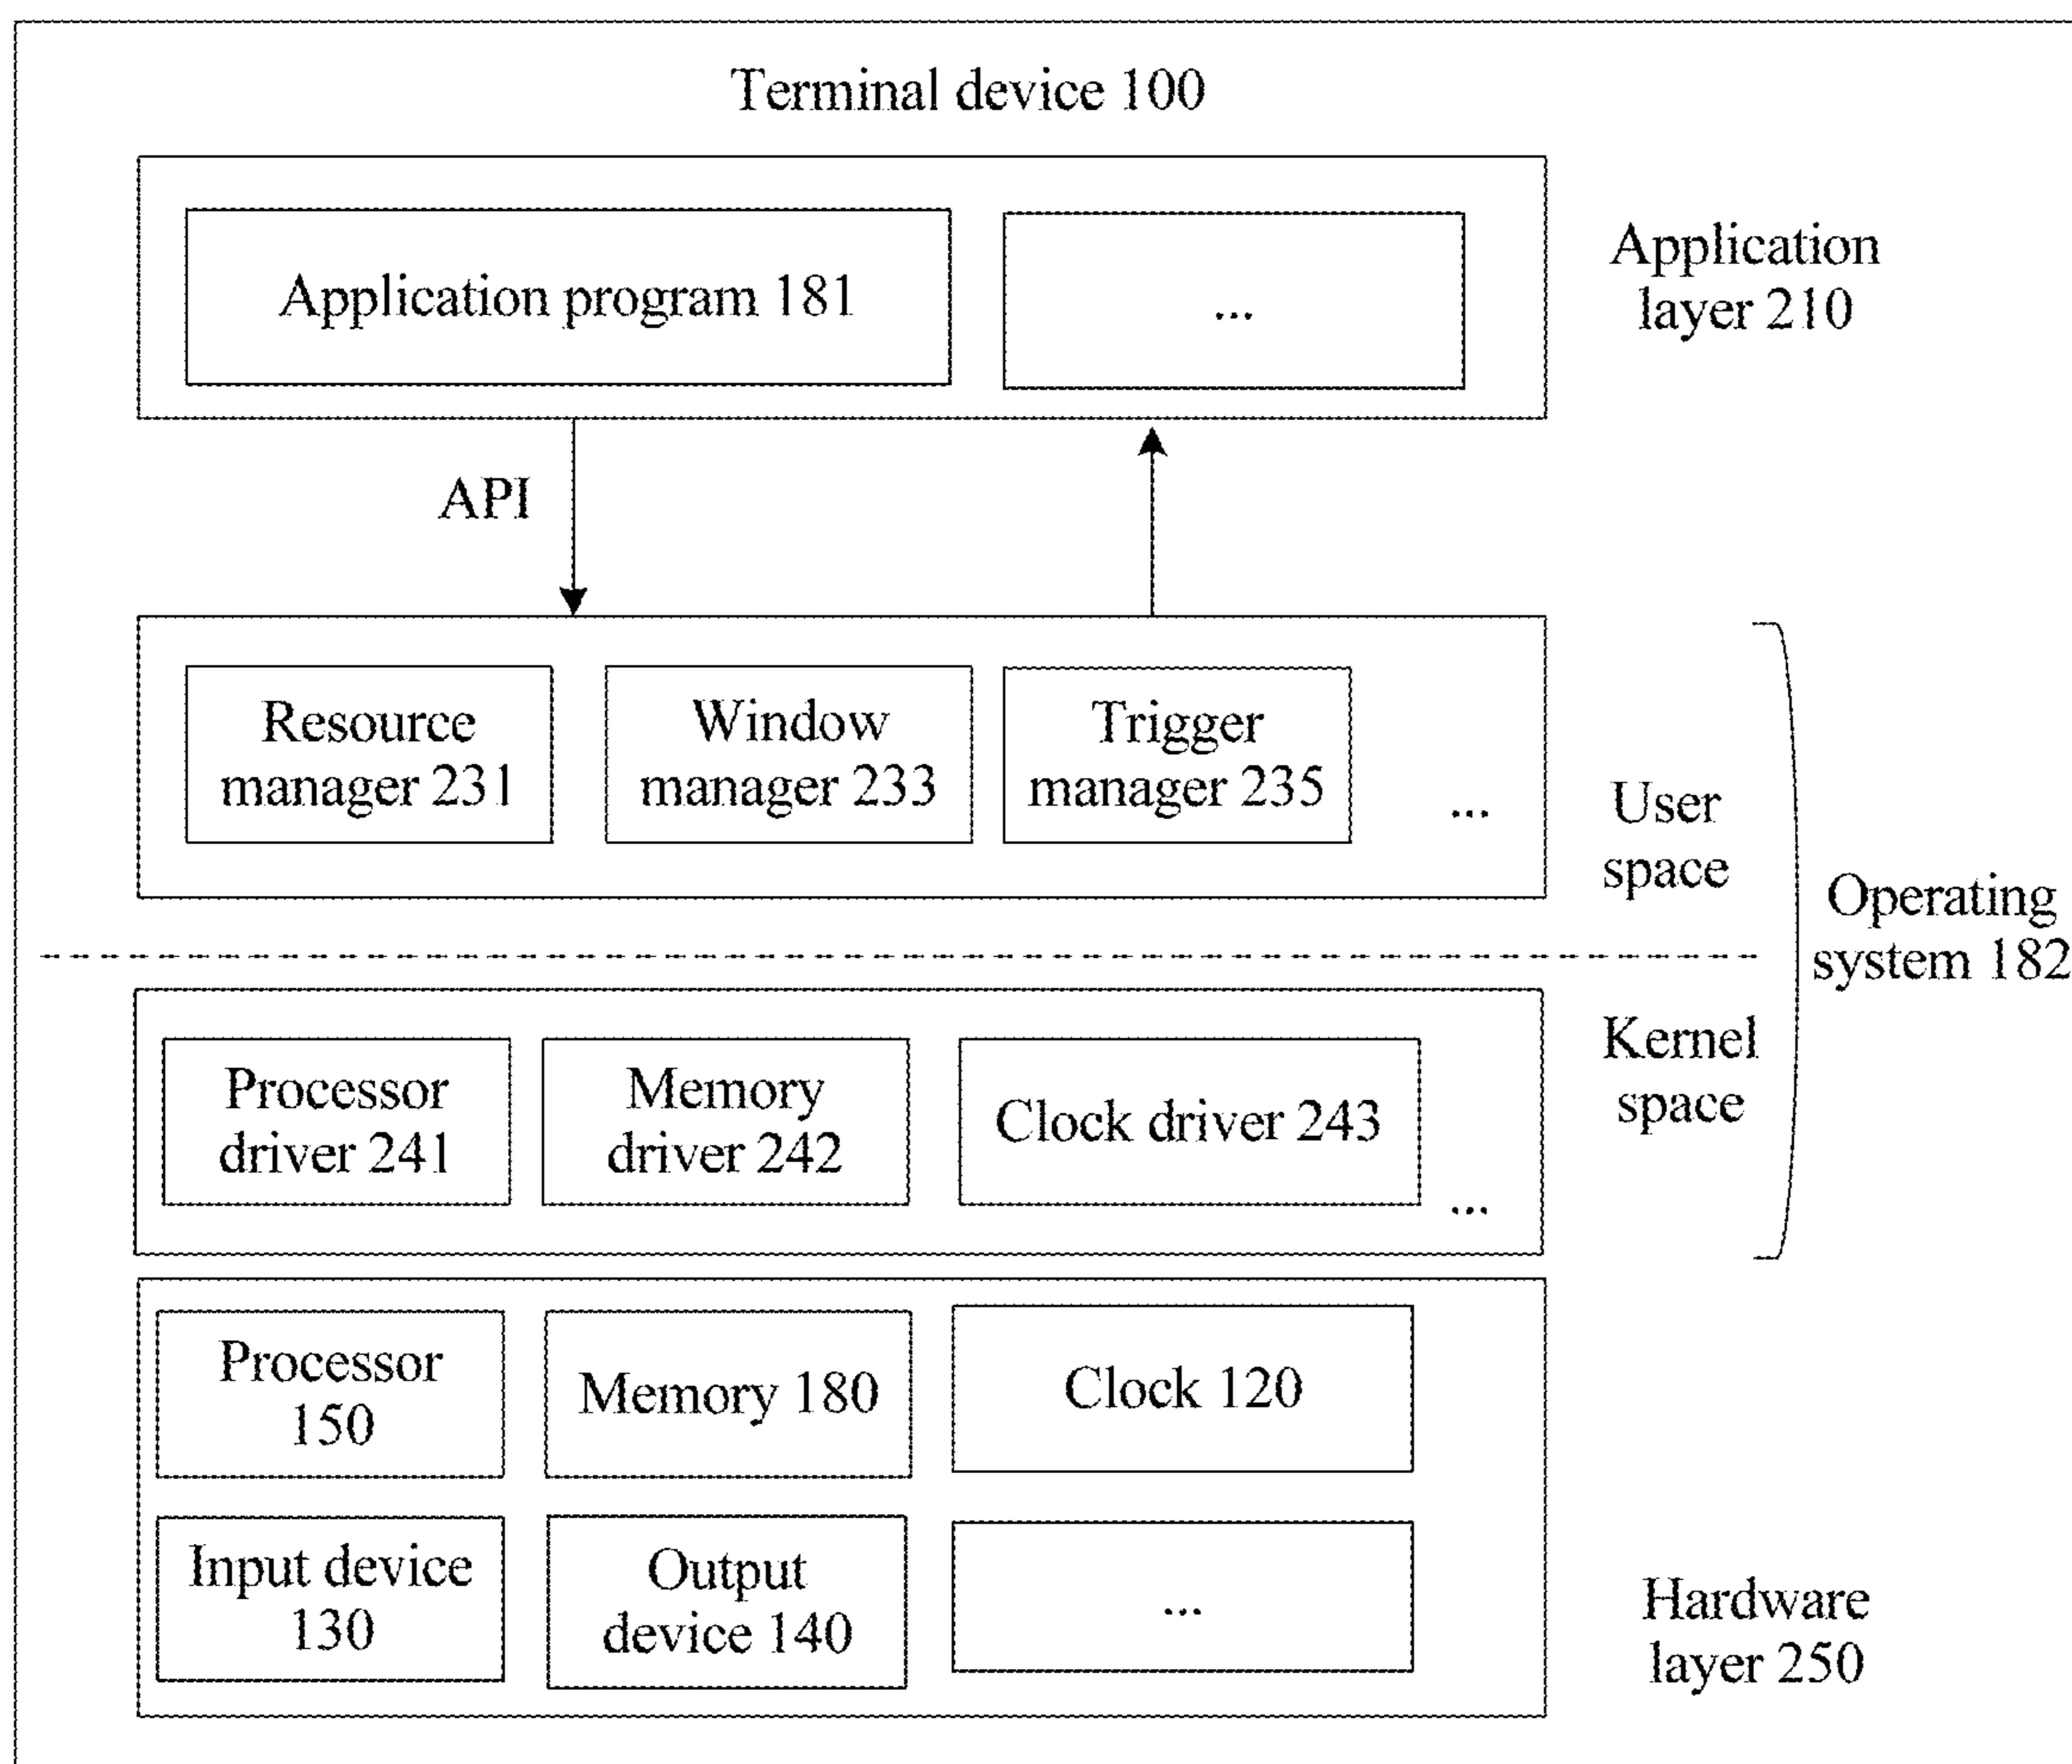 Terminal device 100
Application program 181
...
Application
layer 210
API
Resource
manager 231
Window
manager 233
Trigger
manager 235
...
User
space
Operating
system 182
Kernel
space
Processor
driver 241
Memory
driver 242
Clock driver 243
...
Processor
150
Memory 180
Clock 120
Input device
130
Output
device 140
...
Hardware
layer 250